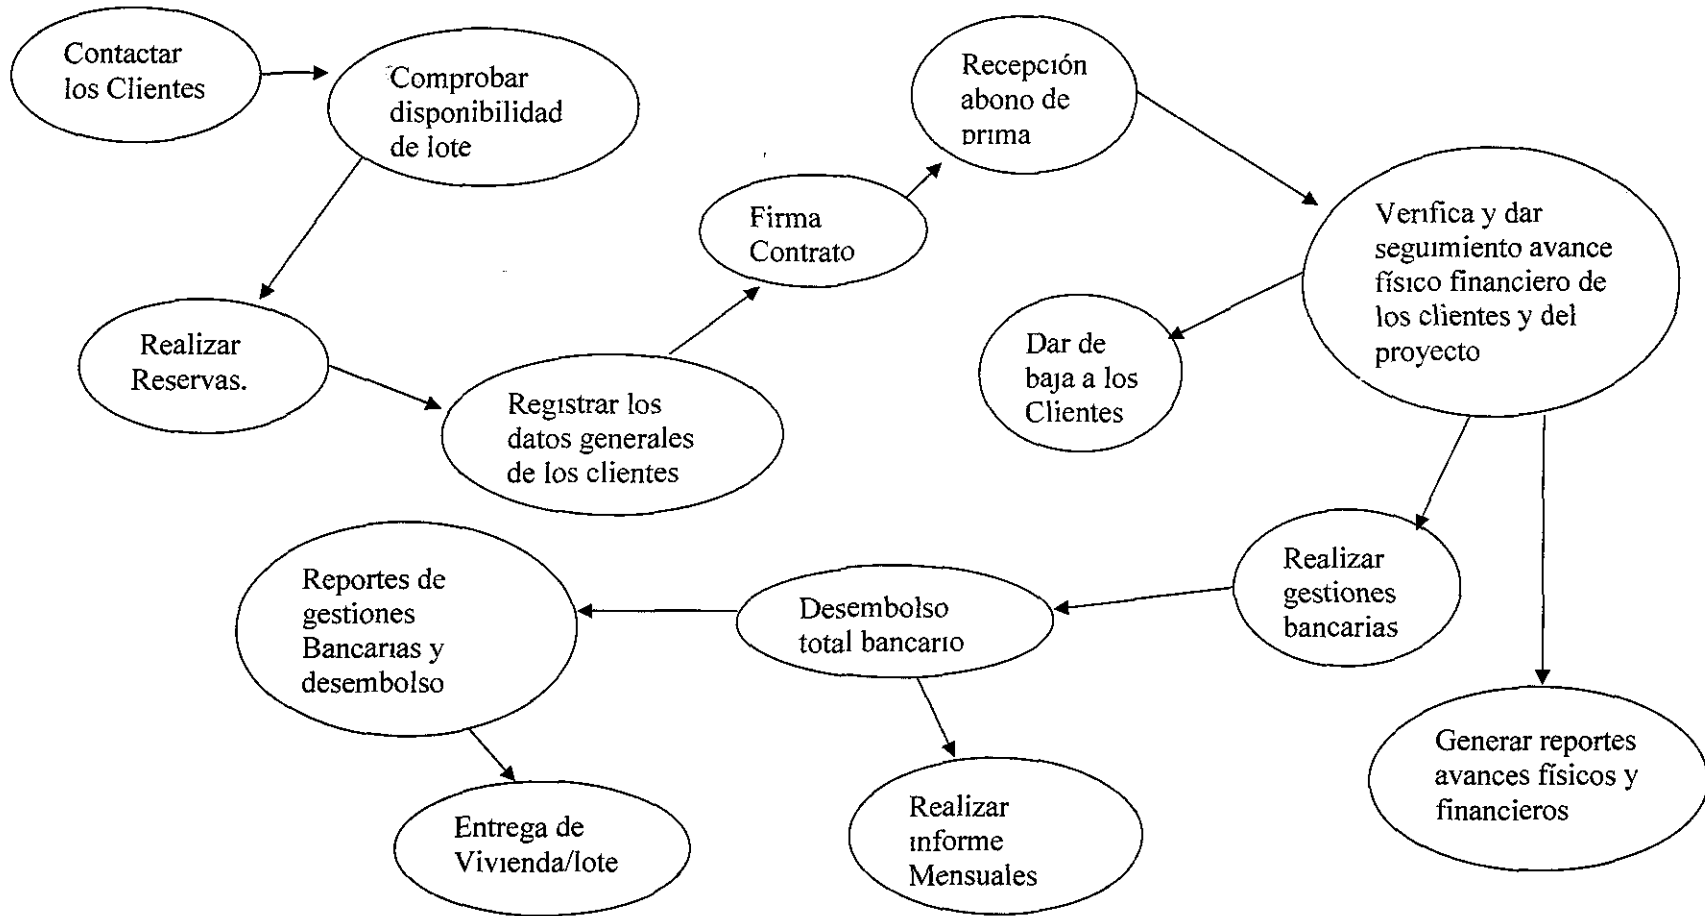 Contactar
los Clientes
Comprobar
disponibilidad
de lote
Realizar
Reservas.
Registrar los
datos generales
de los clientes
Firma
Contrato
Recepción
abono de
prima
Verifica y dar
seguimiento avance
físico financiero de
los clientes y del
proyecto
Dar de
baja a los
Clientes
Realizar
gestiones
bancarias
Generar reportes
avances físicos y
financieros
Desembolso
total bancario
Reportes de
gestiones
Bancarias y
desembolso
Realizar
informe
Mensuales
Entrega de
Vivienda/lote